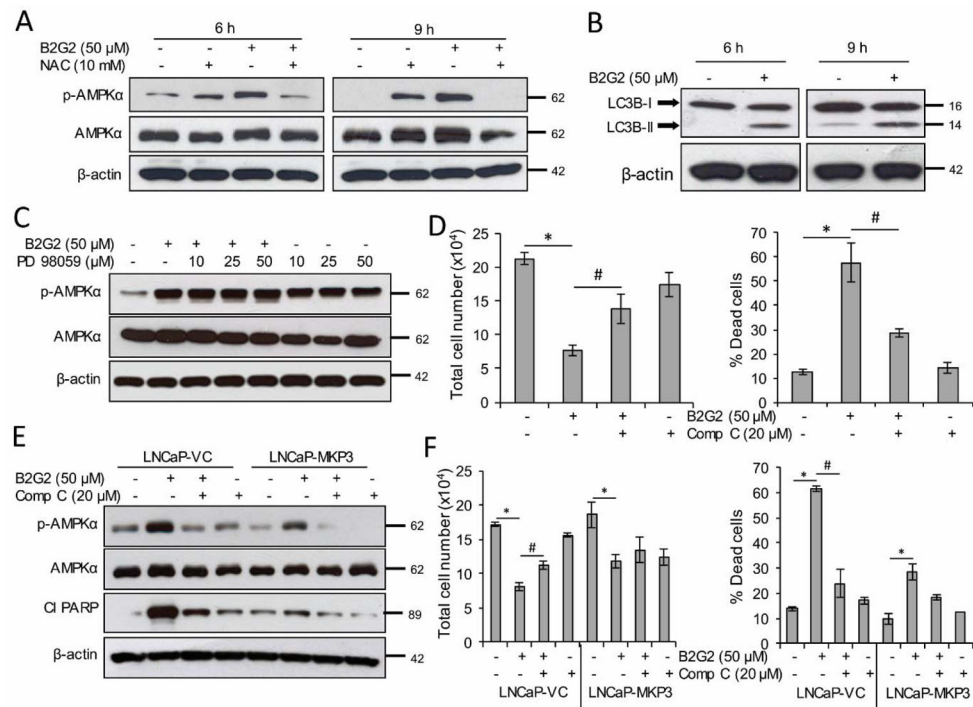 A
6 h
9 h
B2G2 (50 µM) - - + + - - + +
NAC (10 mM) - + - + - + - +
p-AMPKα
62
AMPKα
62
β-actin
42
B
6 h
9 h
B2G2 (50 µM) - + - +
LC3B-I
16
LC3B-II
14
β-actin
42
C
B2G2 (50 µM) - + + + + - - -
PD 98059 (µM) - - 10 25 50 10 25 50
p-AMPKα
62
AMPKα
62
β-actin
42
D
Total cell number (x10⁴)
25
20
15
10
5
0
*
#
% Dead cells
70
60
50
40
30
20
10
0
*
#
- + + - B2G2 (50 µM) - + + -
- - + + Comp C (20 µM) - - + +
E
LNCaP-VC LNCaP-MKP3
B2G2 (50 µM) - + + - - + + -
Comp C (20 µM) - - + + - - + +
p-AMPKα
62
AMPKα
62
Cl PARP
89
β-actin
42
F
Total cell number (x10⁴)
25
20
15
10
5
0
*
#
*
% Dead cells
70
60
50
40
30
20
10
0
*
#
*
- + + - - + + - B2G2 (50 µM) - + + - - + + -
- - + + - - + + Comp C (20 µM) - - + + - - + +
LNCaP-VC LNCaP-MKP3 LNCaP-VC LNCaP-MKP3